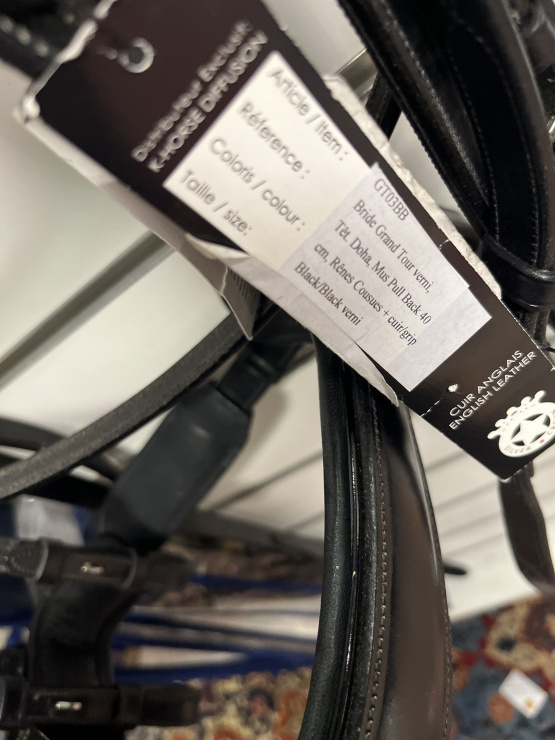 Distributeur Exclusif:
K-HORSE DIFFUSION
Article / Item :
Référence :
Coloris / colour :
Taille / size:
GT03BB
Bride Grand Tour verni,
Têt. Doha, Mus Pull Back 40
cm, Rênes Cousues + cuir/grip
Black/Black verni
CUIR ANGLAIS
ENGLISH LEATHER